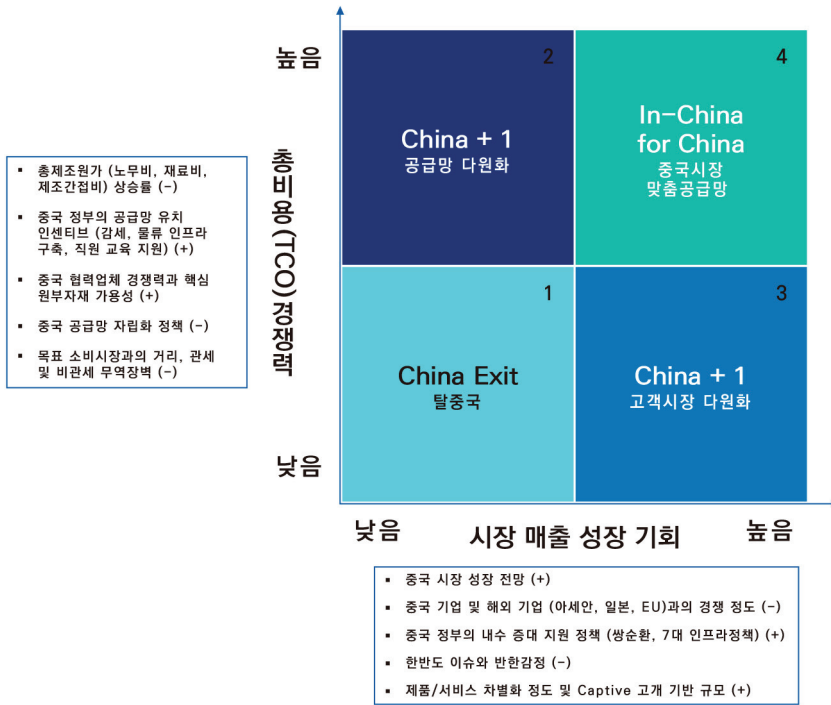 높음
총비용(TCO)경쟁력
낮음
▪ 총제조원가 (노무비, 재료비,
제조간접비) 상승률 (-)
▪ 중국 정부의 공급망 유치
인센티브 (감세, 물류 인프라
구축, 직원 교육 지원) (+)
▪ 중국 협력업체 경쟁력과 핵심
원부자재 가용성 (+)
▪ 중국 공급망 자립화 정책 (-)
▪ 목표 소비시장과의 거리, 관세
및 비관세 무역장벽 (-)
2
China + 1
공급망 다원화
4
In-China
for China
중국시장
맞춤공급망
1
China Exit
탈중국
3
China + 1
고객시장 다원화
낮음
시장 매출 성장 기회
높음
▪ 중국 시장 성장 전망 (+)
▪ 중국 기업 및 해외 기업 (아세안, 일본, EU)과의 경쟁 정도 (-)
▪ 중국 정부의 내수 증대 지원 정책 (쌍순환, 7대 인프라정책) (+)
▪ 한반도 이슈와 반한감정 (-)
▪ 제품/서비스 차별화 정도 및 Captive 고개 기반 규모 (+)